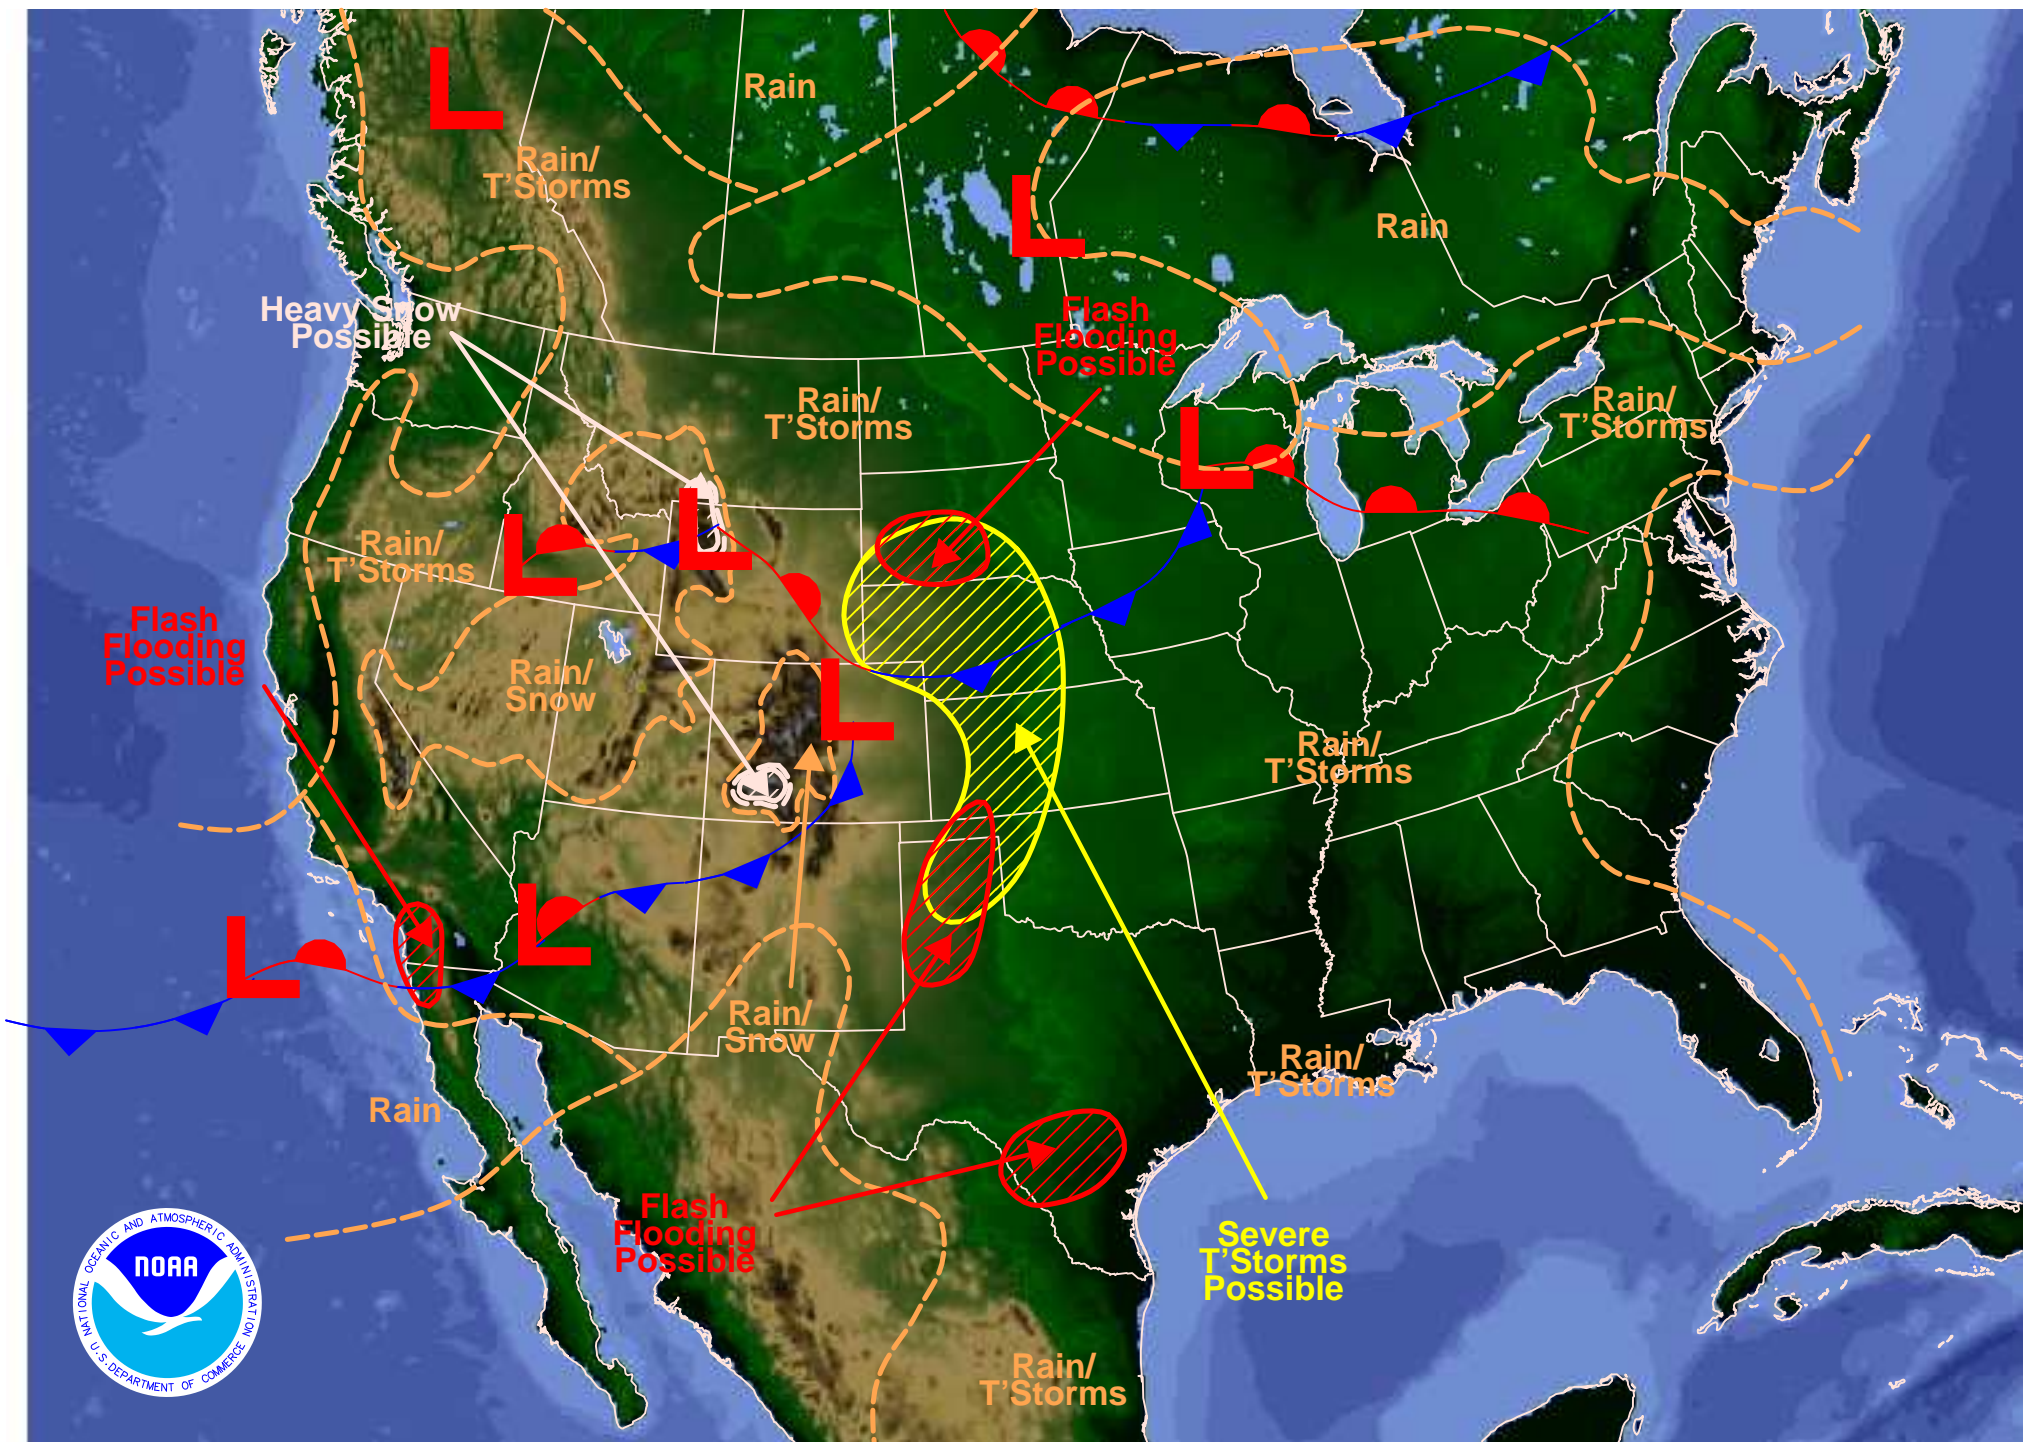 L
Rain
Rain/
T'Storms
L
Rain
Heavy Snow
Possible
Flash
Flooding
Possible
Rain/
T'Storms
Rain/
T'Storms
L
L
L
Rain/
T'Storms
Flash
Flooding
Possible
Rain/
Snow
L
Rain/
T'Storms
L
L
Rain/
Snow
Rain/
T'Storms
Rain
Flash
Flooding
Possible
Severe
T'Storms
Possible
NATIONAL OCEANIC AND ATMOSPHERIC ADMINISTRATION
NOAA
U.S. DEPARTMENT OF COMMERCE
Rain/
T'Storms